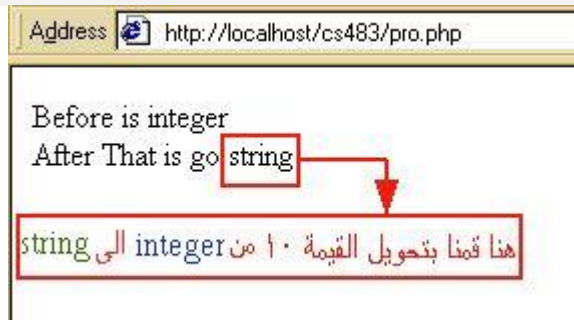 Address http://localhost/cs483/pro.php
Before is integer
After That is go string
هنا قمنا بتحويل القيمة ١٠ من integer الى string